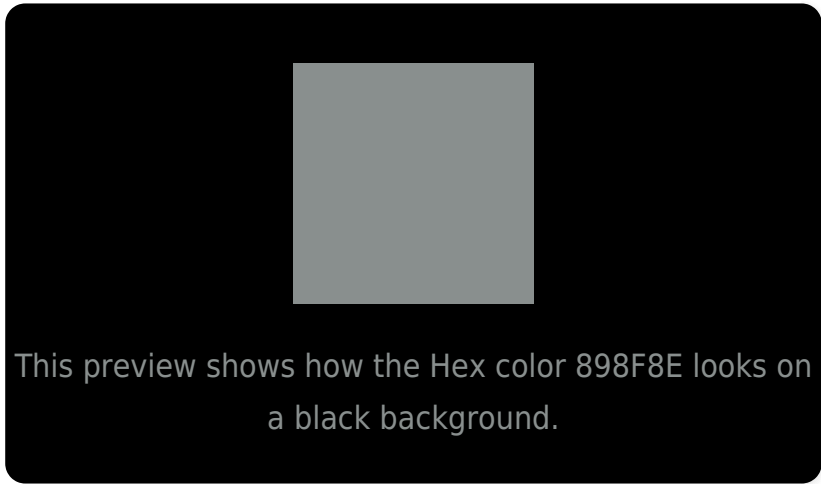 This preview shows how the Hex color 898F8E looks on
a black background.